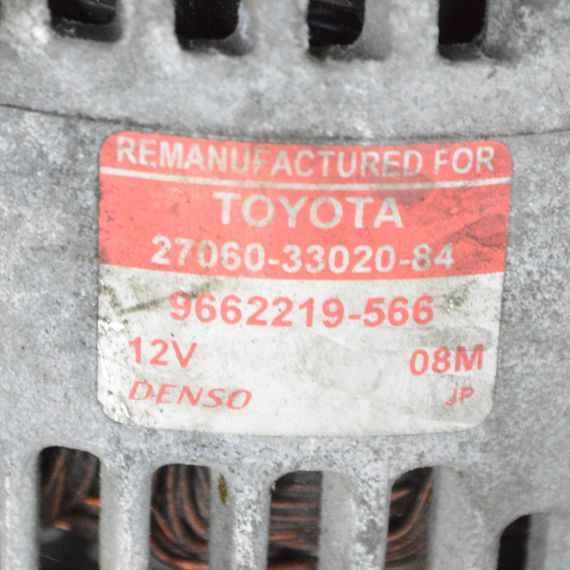 REMANUFACTURED FOR
TOYOTA
27060-33020-84
9662219-566
12V 08M
DENSO JP